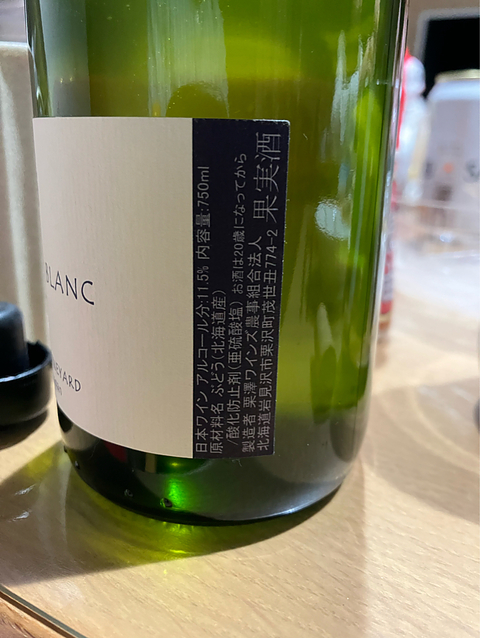 BLANC
EYARD
果実酒
日本ワイン アルコール分:11.5% 内容量:750ml
原材料名 ぶどう(北海道産)
/酸化防止剤(亜硫酸塩) お酒は20歳になってから
製造者 栗澤ワインズ農事組合法人
北海道岩見沢市栗沢町茂世丑774-2